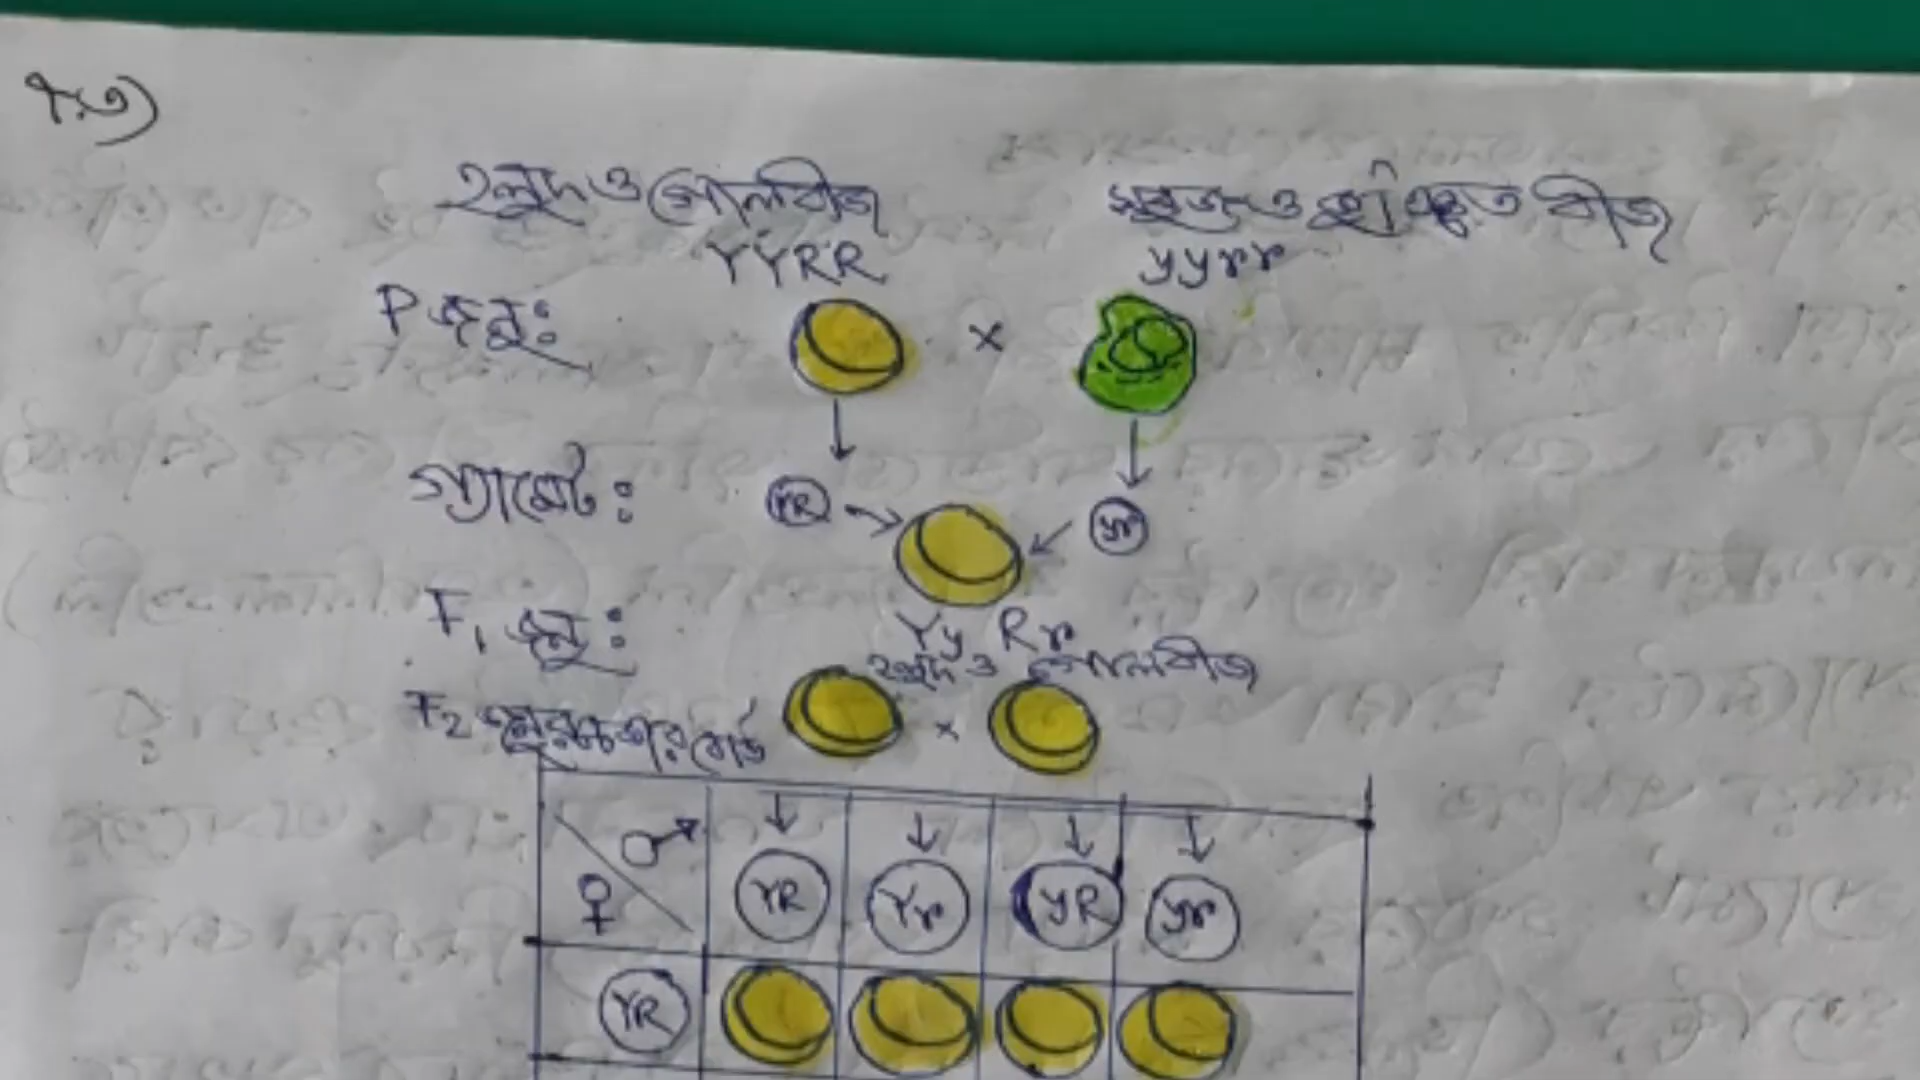 হলুদ ও গোলবীজ
সবুজ ও কুঞ্চিত বীজ
YYRR
yyrr
P জনু:
x
গ্যামেট:
YR
yr
F₁ জনু:
Yy Rr
হলুদ ও গোলবীজ
F₂
x
♂
♀
YR
Yr
yR
yr
YR